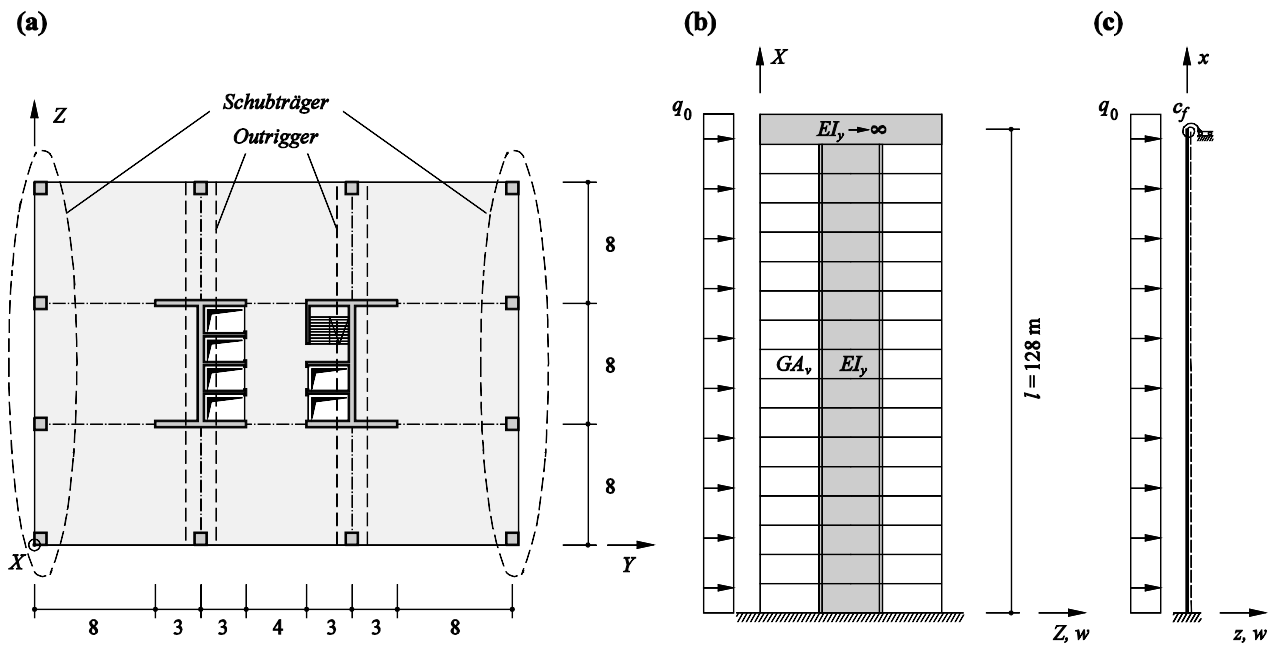 (a)
Z
Schubträger
Outrigger
8
8
8
X
Y
8
3
3
4
3
3
8
(b)
X
q0
EIy→∞
GAv
EIy
l = 128 m
Z, w
(c)
x
q0
cf
z, w